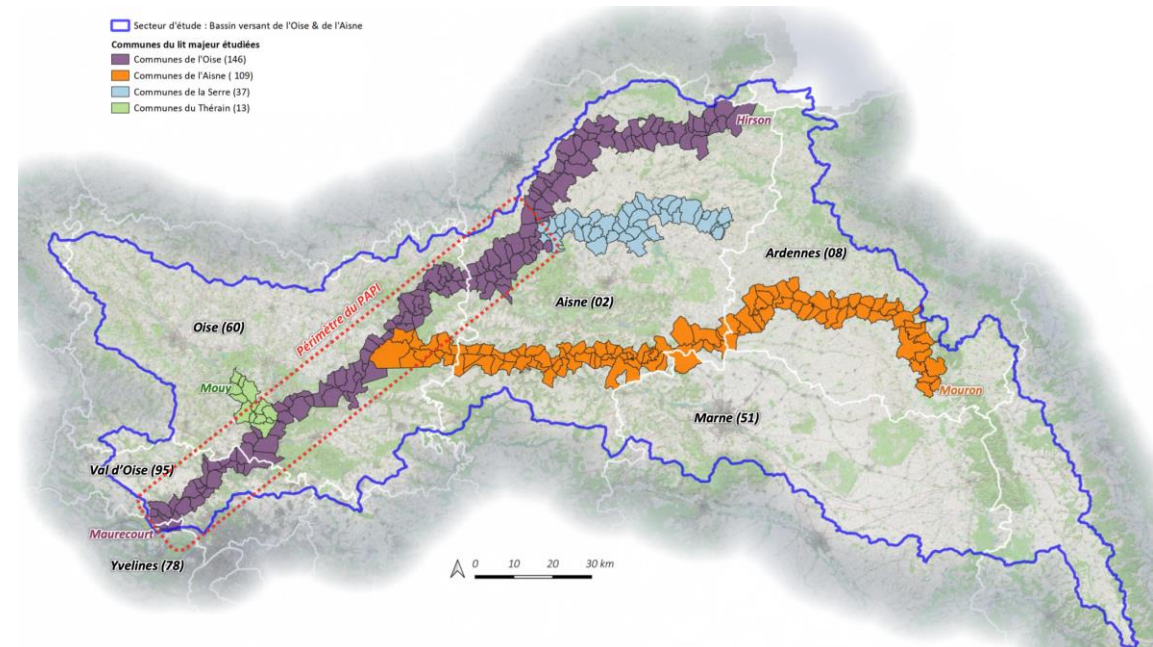 Secteur d'étude : Bassin versant de l'Oise & de l'Aisne
Communes du lit majeur étudiées
Communes de l'Oise (146)
Communes de l'Aisne ( 109)
Communes de la Serre (37)
Communes du Thérain (13)
Hirson
Ardennes (08)
Aisne (02)
Périmètre du PAPI
Oise (60)
Mouy
Mouron
Marne (51)
Val d'Oise (95)
Maurecourt
Yvelines (78)
0 10 20 30 km